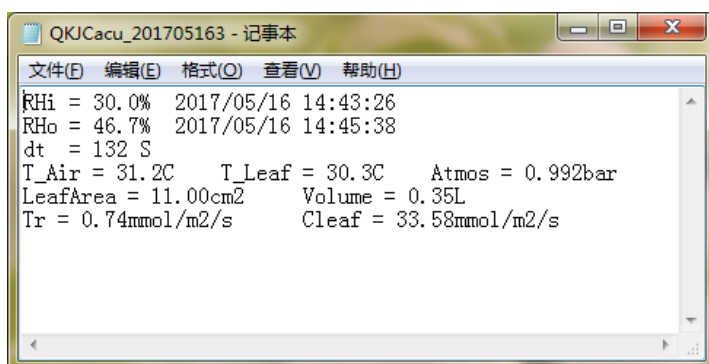 QKJCacu_201705163 - 记事本
文件(F) 编辑(E) 格式(O) 查看(V) 帮助(H)
RHi = 30.0%  2017/05/16 14:43:26
RHo = 46.7%  2017/05/16 14:45:38
dt  = 132 S
T_Air = 31.2C    T_Leaf = 30.3C    Atmos = 0.992bar
LeafArea = 11.00cm2     Volume = 0.35L
Tr = 0.74mmol/m2/s      Cleaf = 33.58mmol/m2/s